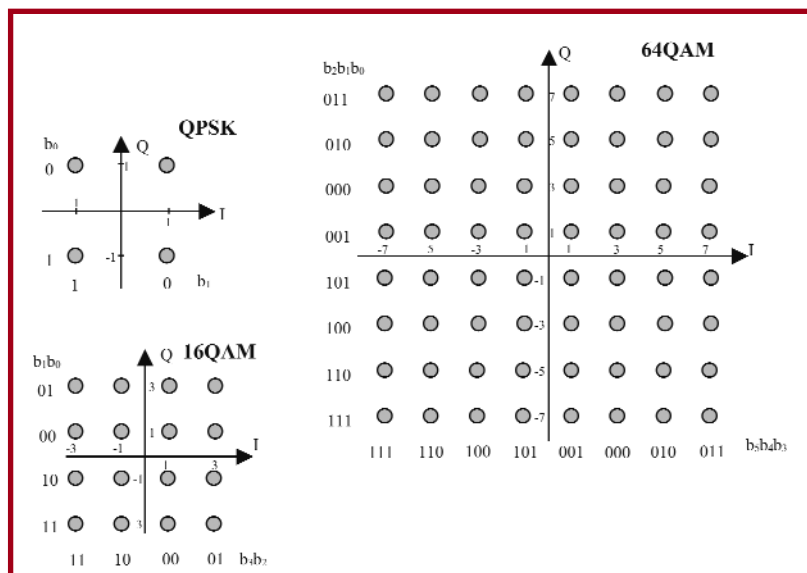 64QAM
Q
b₂b₁b₀
011
7
010
5
000
3
001
1
-7 5 -3 1 1 3 5 7 I
101
-1
100
-3
110
-5
111
-7
111 110 100 101 001 000 010 011 b₅b₄b₃
QPSK
b₀
Q
0
1
1 1 I
1
-1
1 0 b₁
16QAM
Q
b₁b₀
01
3
00
1
-3 -1 1 3 I
10
-1
11
3
11 10 00 01 b₃b₂